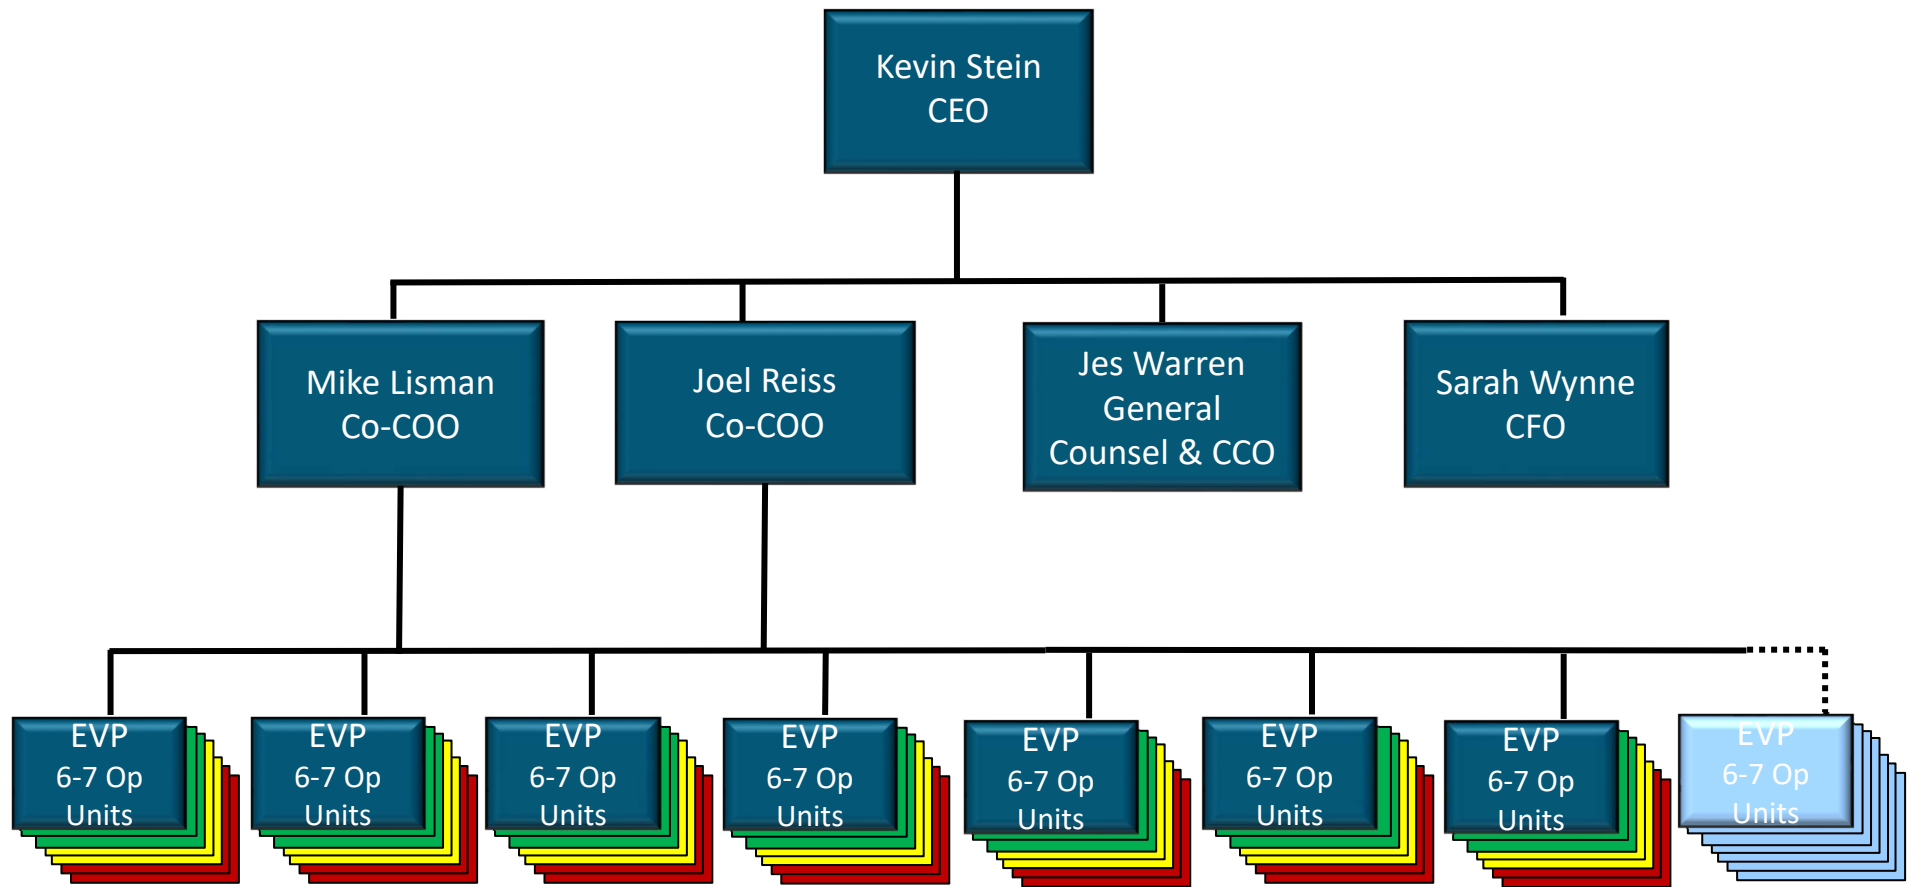 Kevin Stein
CEO
Mike Lisman
Co-COO
Joel Reiss
Co-COO
Jes Warren
General
Counsel & CCO
Sarah Wynne
CFO
EVP
6-7 Op
Units
EVP
6-7 Op
Units
EVP
6-7 Op
Units
EVP
6-7 Op
Units
EVP
6-7 Op
Units
EVP
6-7 Op
Units
EVP
6-7 Op
Units
EVP
6-7 Op
Units